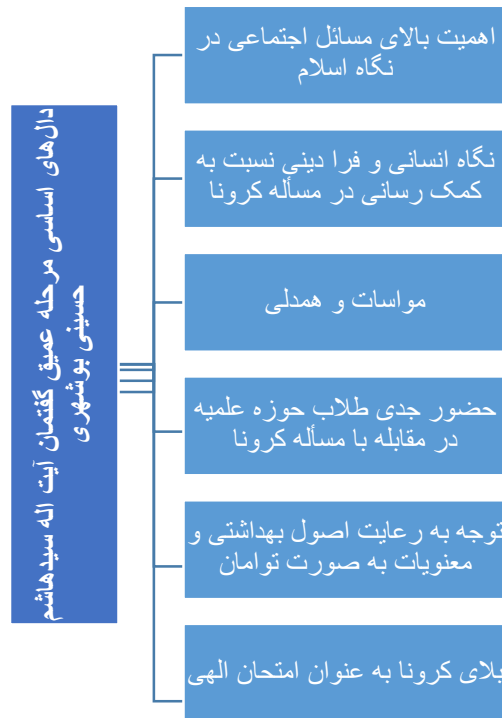 دال‌های اساسی مرحله عمیق گفتمان آیت اله سیدهاشم
حسینی بوشهری
اهمیت بالای مسائل اجتماعی در
نگاه اسلام
نگاه انسانی و فرا دینی نسبت به
کمک رسانی در مسأله کرونا
مواسات و همدلی
حضور جدی طلاب حوزه علمیه
در مقابله با مسأله کرونا
توجه به رعایت اصول بهداشتی و
معنویات به صورت توامان
بلای کرونا به عنوان امتحان الهی